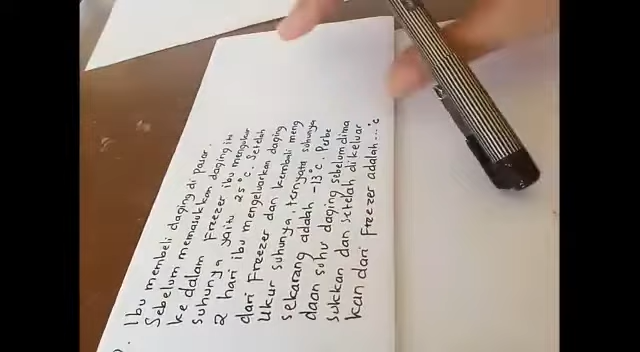 Ibu membeli daging di pasar.
Sebelum memasukkan daging itu
ke dalam Freezer ibu mengukur
suhunya yaitu 25°C. Setelah
2 hari ibu mengeluarkan daging
dari Freezer dan kembali meng
ukur suhunya, ternyata suhunya
sekarang adalah -13°C. Perbe
daan suhu daging sebelum dima
sukkan dan setelah dikeluar
kan dari Freezer adalah ....°C